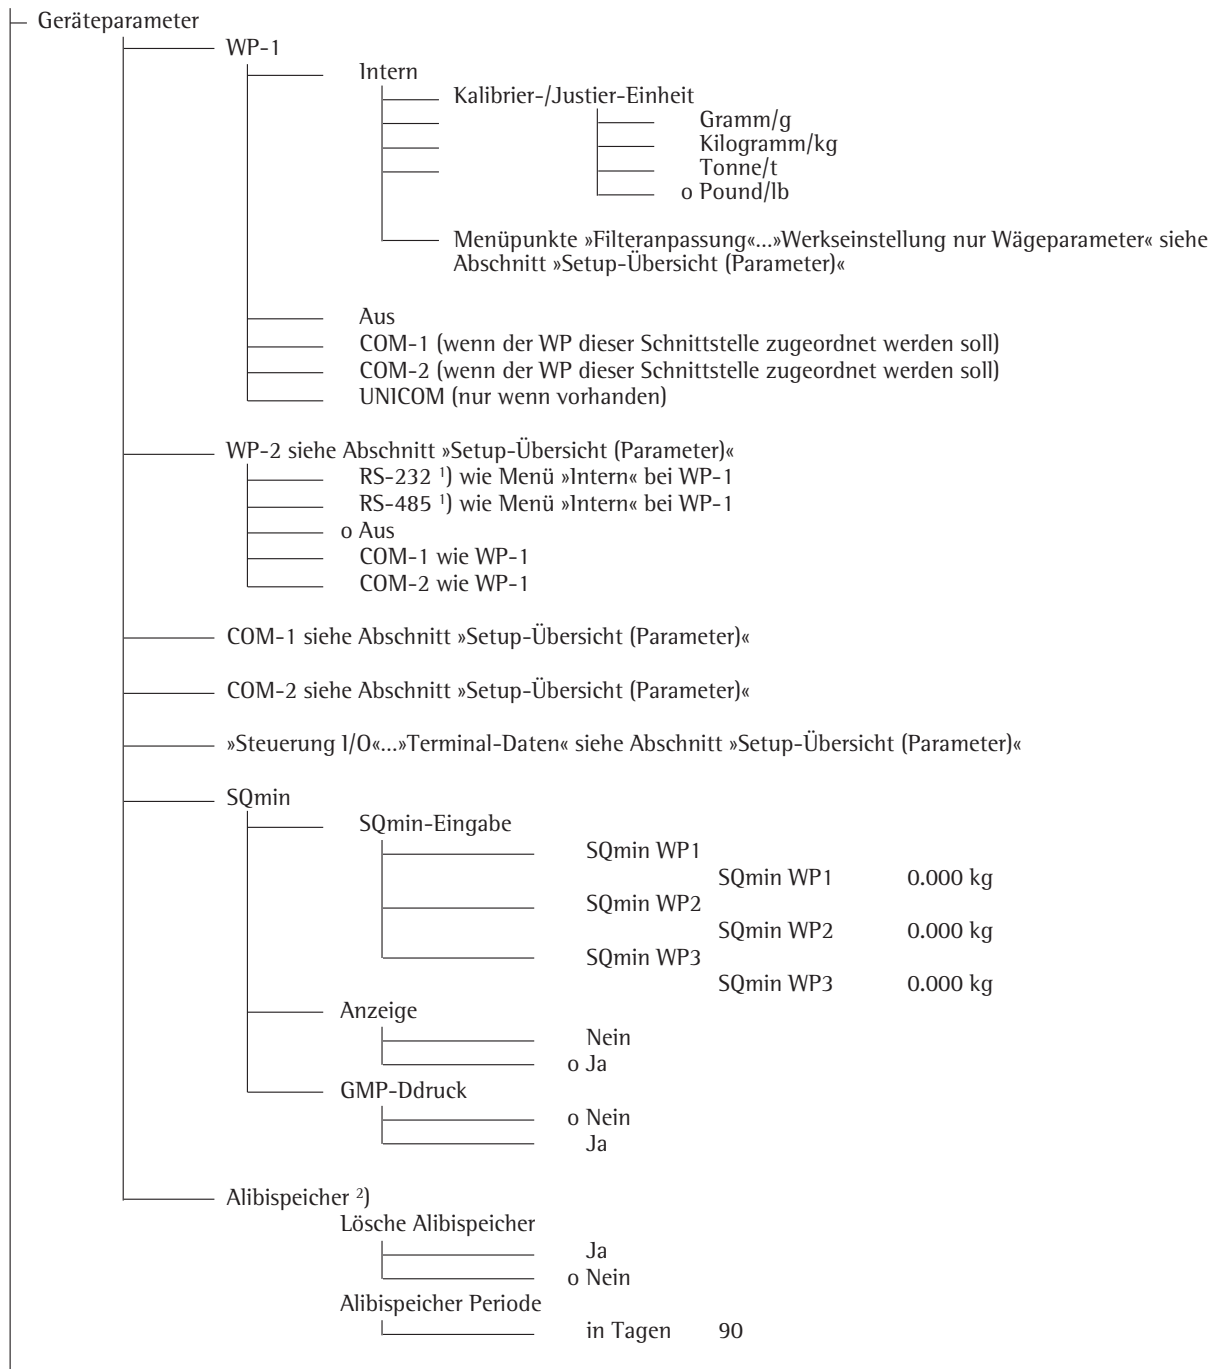 Geräteparameter
WP-1
Intern
Kalibrier-/Justier-Einheit
Gramm/g
Kilogramm/kg
Tonne/t
o Pound/lb
Menüpunkte »Filteranpassung«...»Werkseinstellung nur Wägeparameter« siehe
Abschnitt »Setup-Übersicht (Parameter)«
Aus
COM-1 (wenn der WP dieser Schnittstelle zugeordnet werden soll)
COM-2 (wenn der WP dieser Schnittstelle zugeordnet werden soll)
UNICOM (nur wenn vorhanden)
WP-2 siehe Abschnitt »Setup-Übersicht (Parameter)«
RS-232 ¹) wie Menü »Intern« bei WP-1
RS-485 ¹) wie Menü »Intern« bei WP-1
o Aus
COM-1 wie WP-1
COM-2 wie WP-1
COM-1 siehe Abschnitt »Setup-Übersicht (Parameter)«
COM-2 siehe Abschnitt »Setup-Übersicht (Parameter)«
»Steuerung I/O«...»Terminal-Daten« siehe Abschnitt »Setup-Übersicht (Parameter)«
SQmin
SQmin-Eingabe
SQmin WP1
SQmin WP1 0.000 kg
SQmin WP2
SQmin WP2 0.000 kg
SQmin WP3
SQmin WP3 0.000 kg
Anzeige
Nein
o Ja
GMP-Ddruck
o Nein
Ja
Alibispeicher ²)
Lösche Alibispeicher
Ja
o Nein
Alibispeicher Periode
in Tagen 90